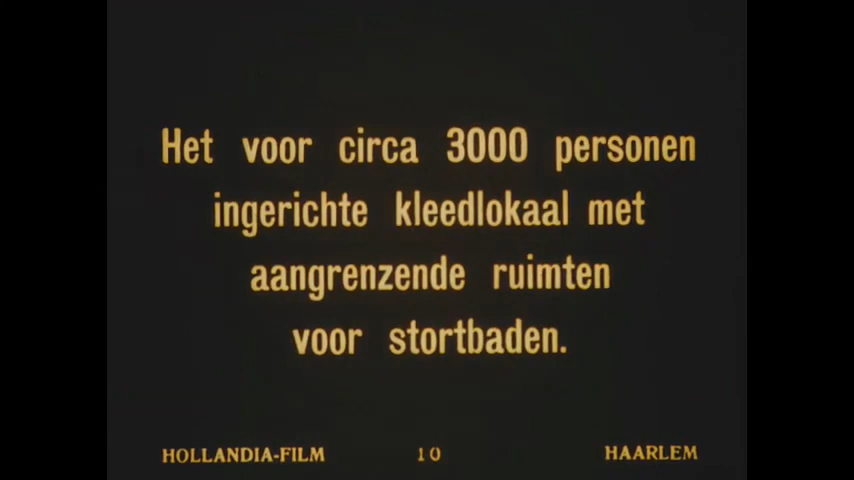 Het voor circa 3000 personen
ingerichte kleedlokaal met
aangrenzende ruimten
voor stortbaden.
HOLLANDIA-FILM 10 HAARLEM